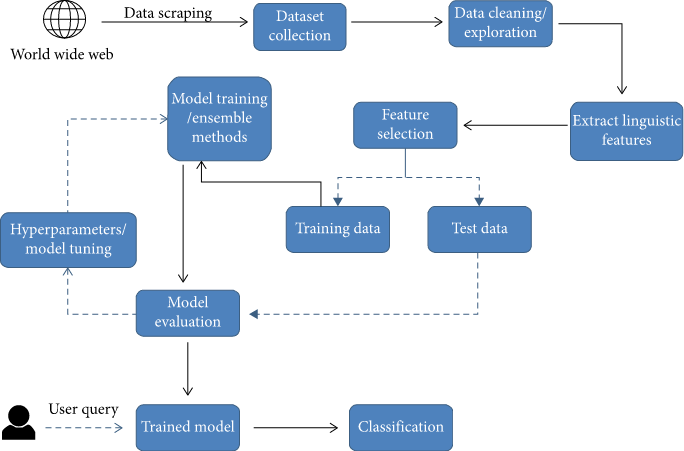 World wide web
Data scraping
Dataset
collection
Data cleaning/
exploration
Extract linguistic
features
Feature
selection
Model training
/ensemble
methods
Training data
Test data
Hyperparameters/
model tuning
Model
evaluation
User query
Trained model
Classification